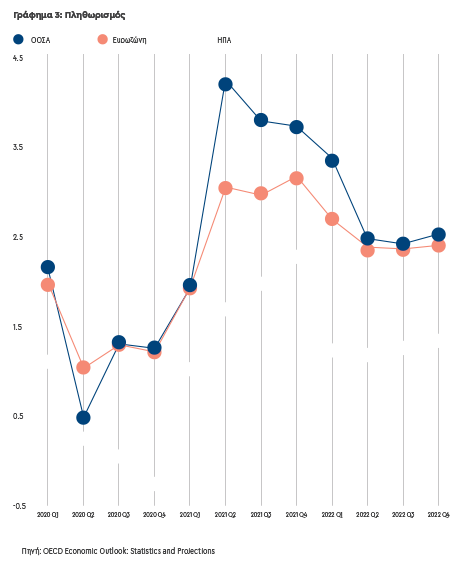 Γράφημα 3: Πληθωρισμός
ΟΟΣΑ Ευρωζώνη ΗΠΑ
4.5
3.5
2.5
1.5
0.5
-0.5
2020 Q1 2020 Q2 2020 Q3 2020 Q4 2021 Q1 2021 Q2 2021 Q3 2021 Q4 2022 Q1 2022 Q2 2022 Q3 2022 Q4
Πηγή: OECD Economic Outlook: Statistics and Projections